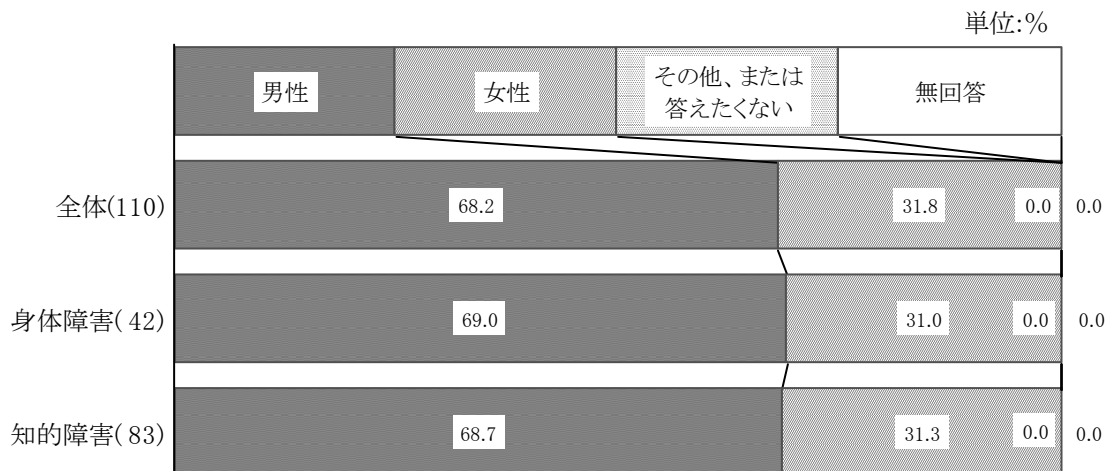 単位:%
男性 女性 その他、または 無回答
答えたくない
全体(110) 68.2 31.8 0.0 0.0
身体障害( 42) 69.0 31.0 0.0 0.0
知的障害( 83) 68.7 31.3 0.0 0.0